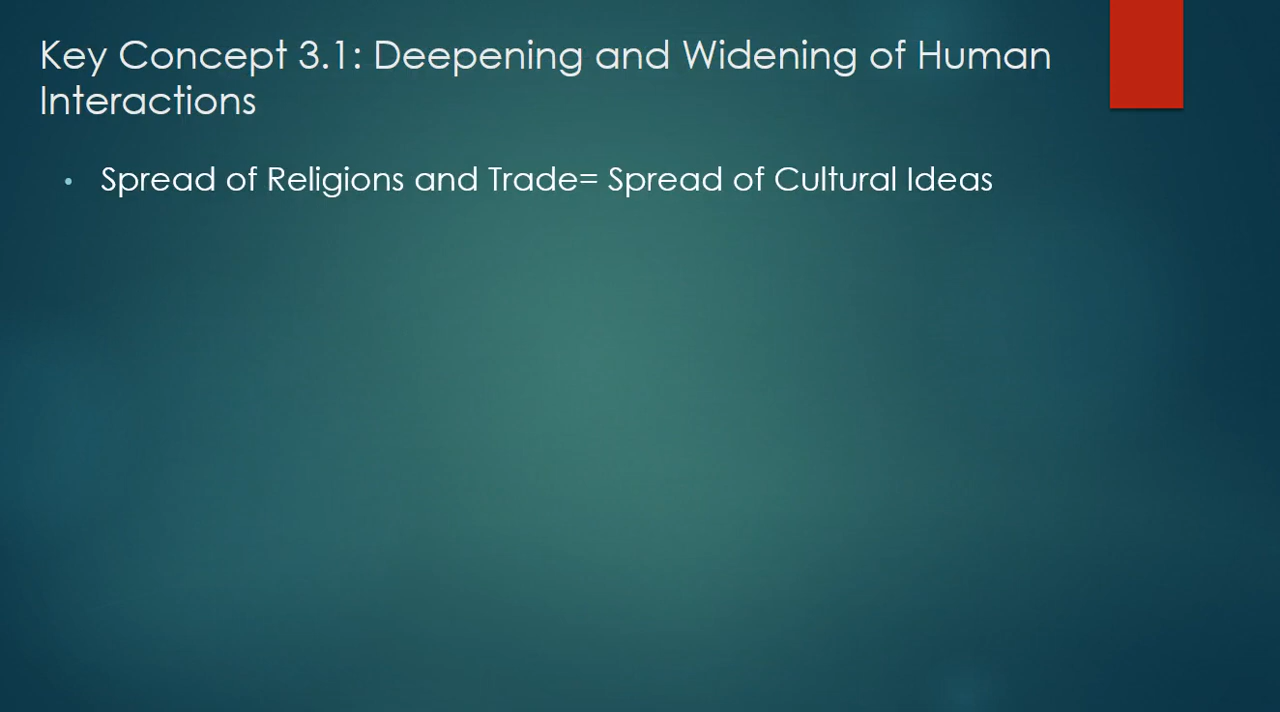 Key Concept 3.1: Deepening and Widening of Human
Interactions
• Spread of Religions and Trade= Spread of Cultural Ideas